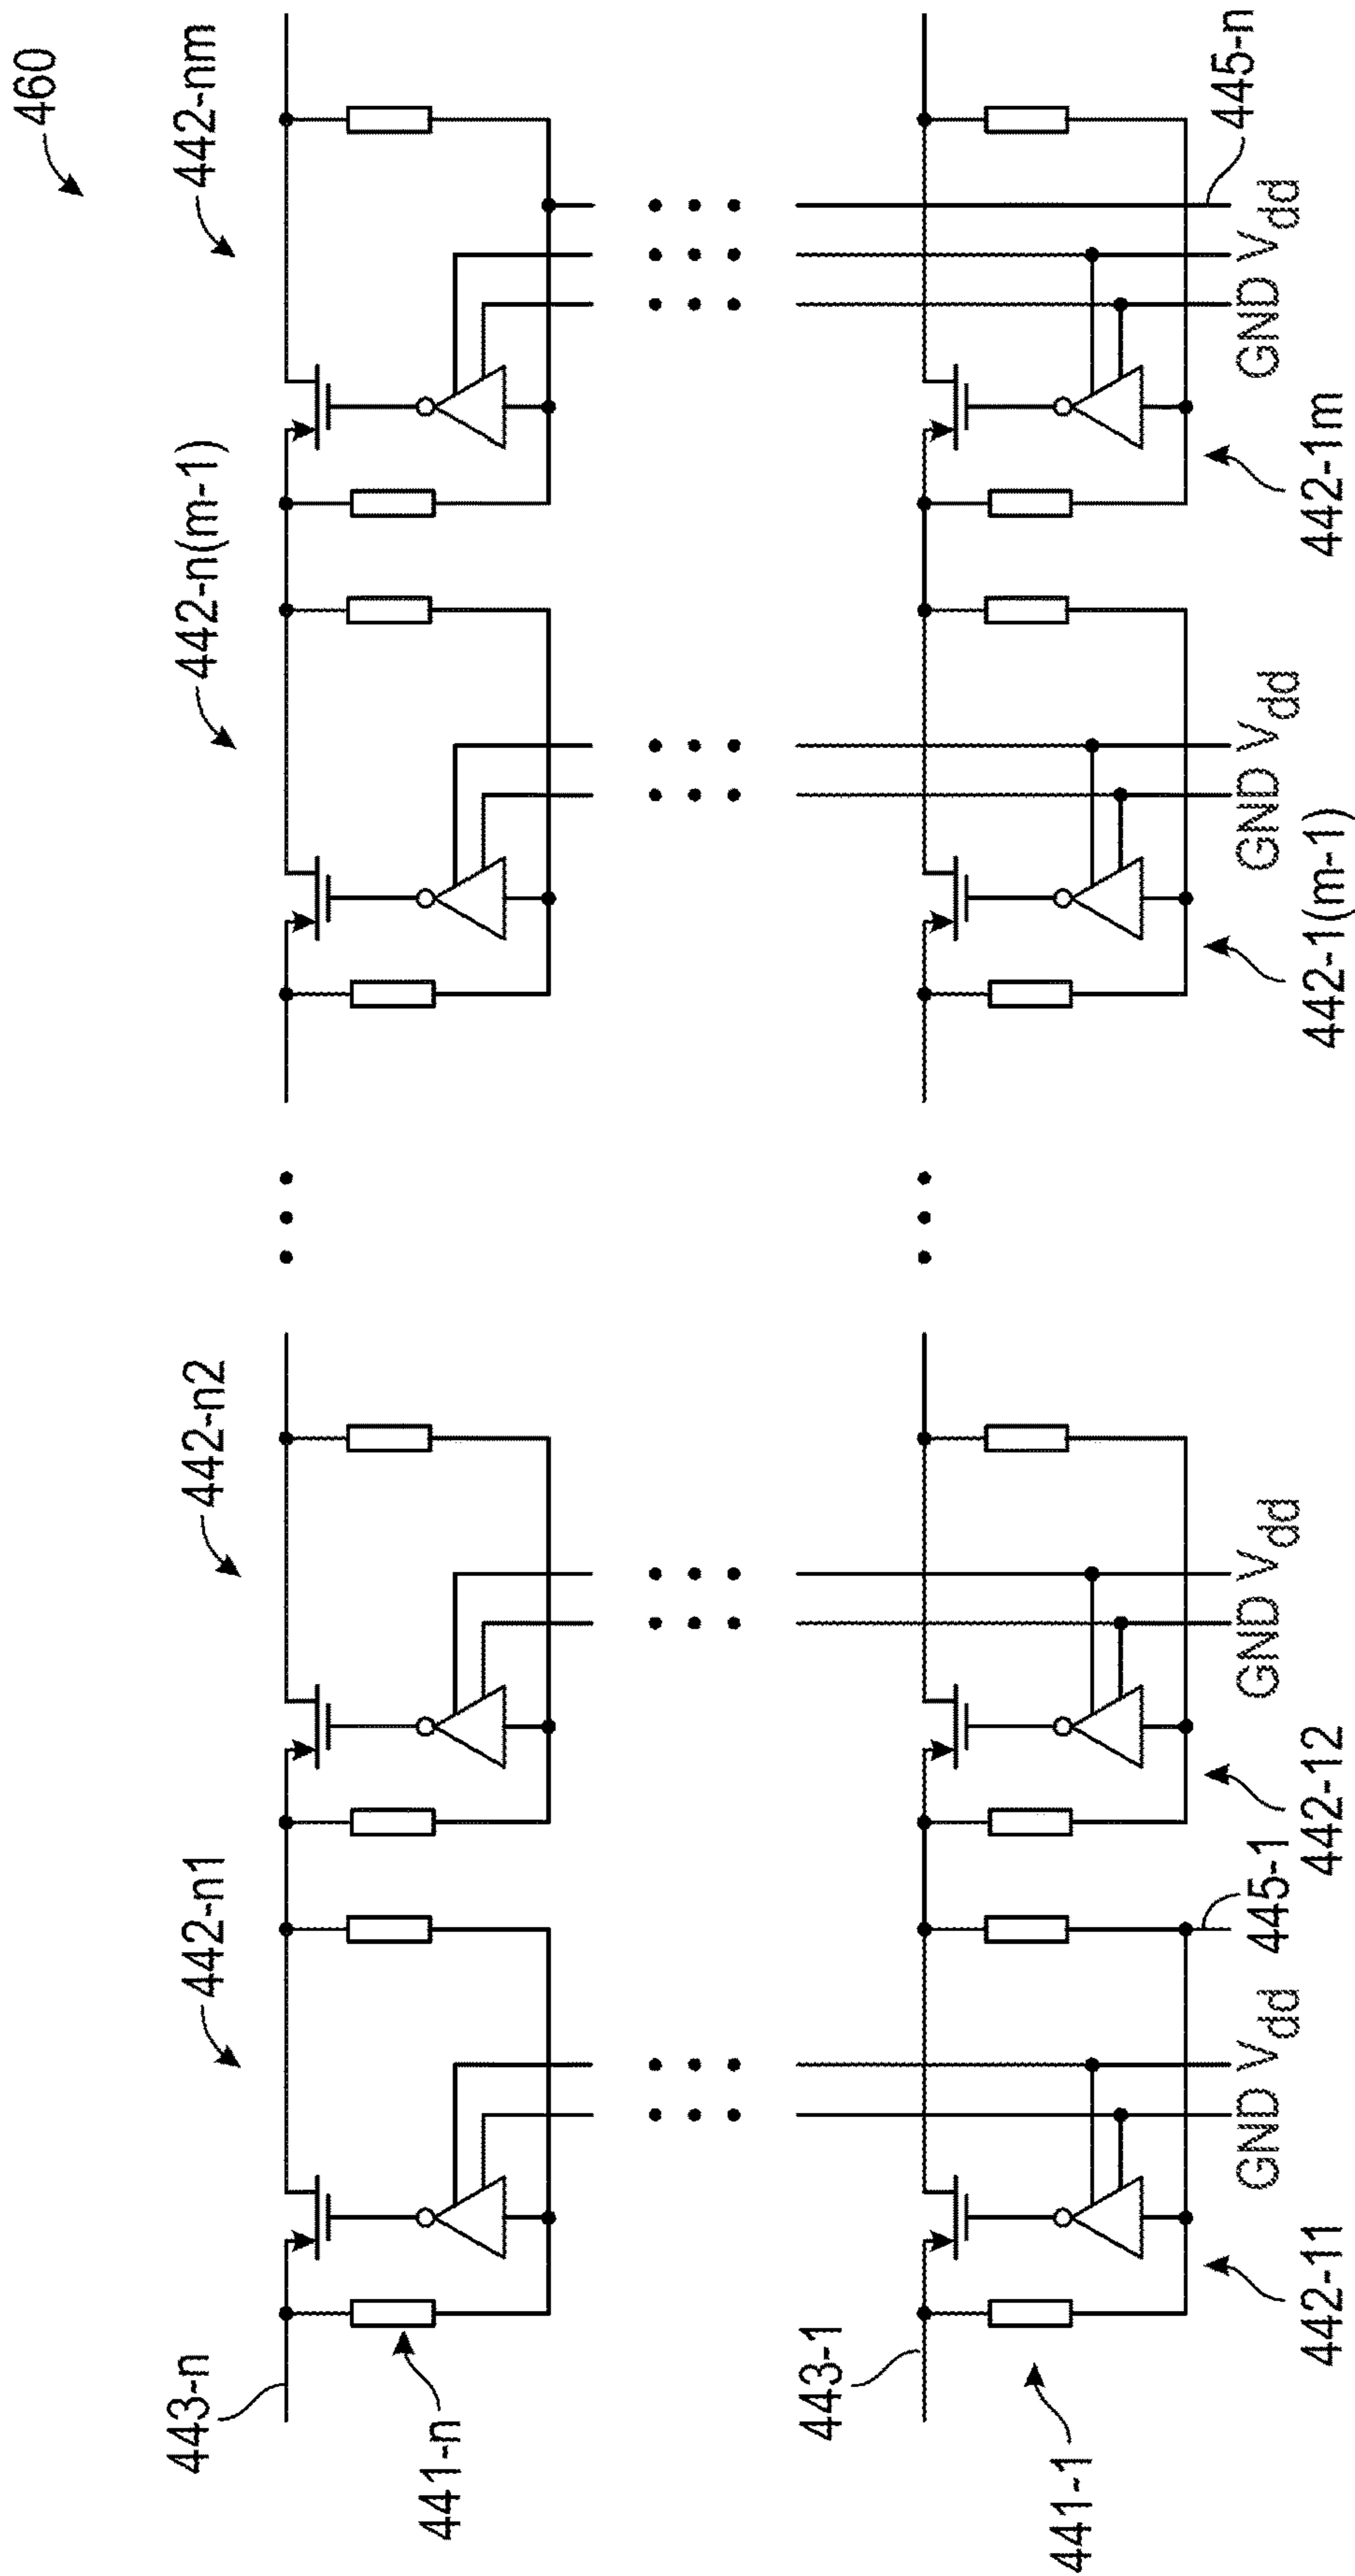 460
442-n1
442-n2
442-n(m-1)
442-nm
443-n
441-n
443-1
441-1
GND Vdd
445-1
GND Vdd
GND Vdd
GND Vdd
445-n
442-11
442-12
442-1(m-1)
442-1m